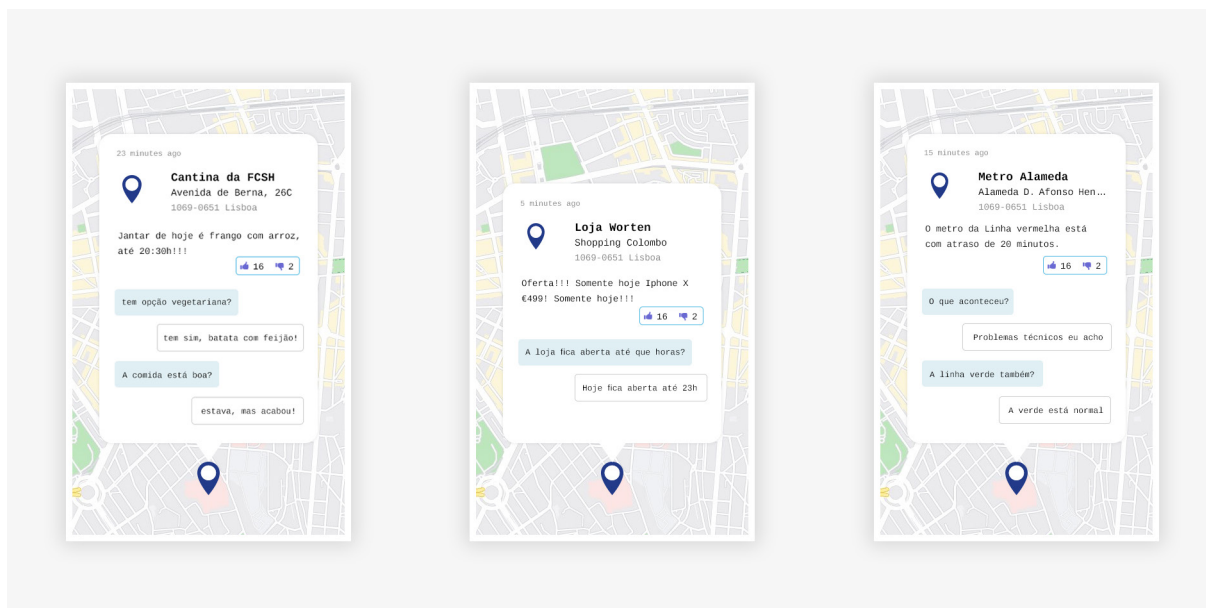 23 minutes ago
Cantina da FCSH
Avenida de Berna, 26C
1069-0651 Lisboa
Jantar de hoje é frango com arroz,
até 20:30h!!!
16 2
tem opção vegetariana?
tem sim, batata com feijão!
A comida está boa?
estava, mas acabou!
5 minutes ago
Loja Worten
Shopping Colombo
1069-0651 Lisboa
Oferta!!! Somente hoje Iphone X
€499! Somente hoje!!!
16 2
A loja fica aberta até que horas?
Hoje fica aberta até 23h
15 minutes ago
Metro Alameda
Alameda D. Afonso Hen...
1069-0651 Lisboa
O metro da Linha vermelha está
com atraso de 20 minutos.
16 2
O que aconteceu?
Problemas técnicos eu acho
A linha verde também?
A verde está normal